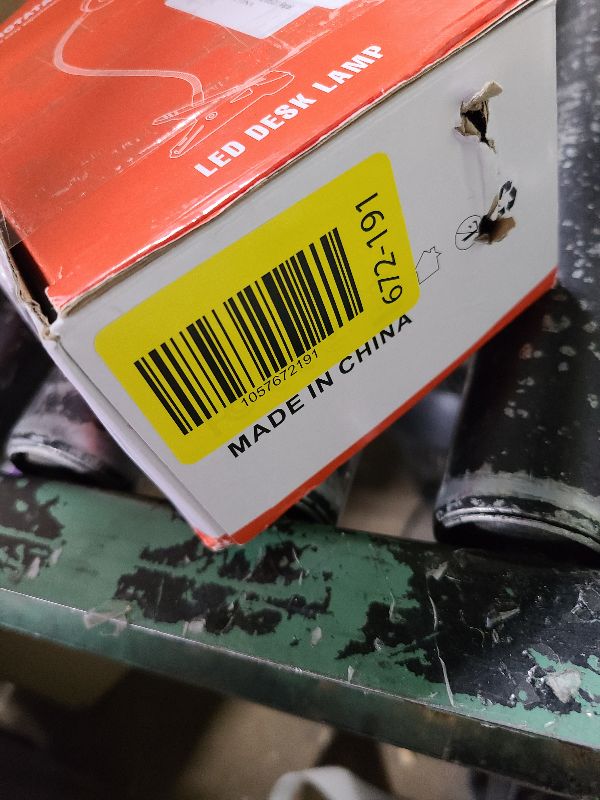 LED DESK LAMP
672-191
1057672191
MADE IN CHINA